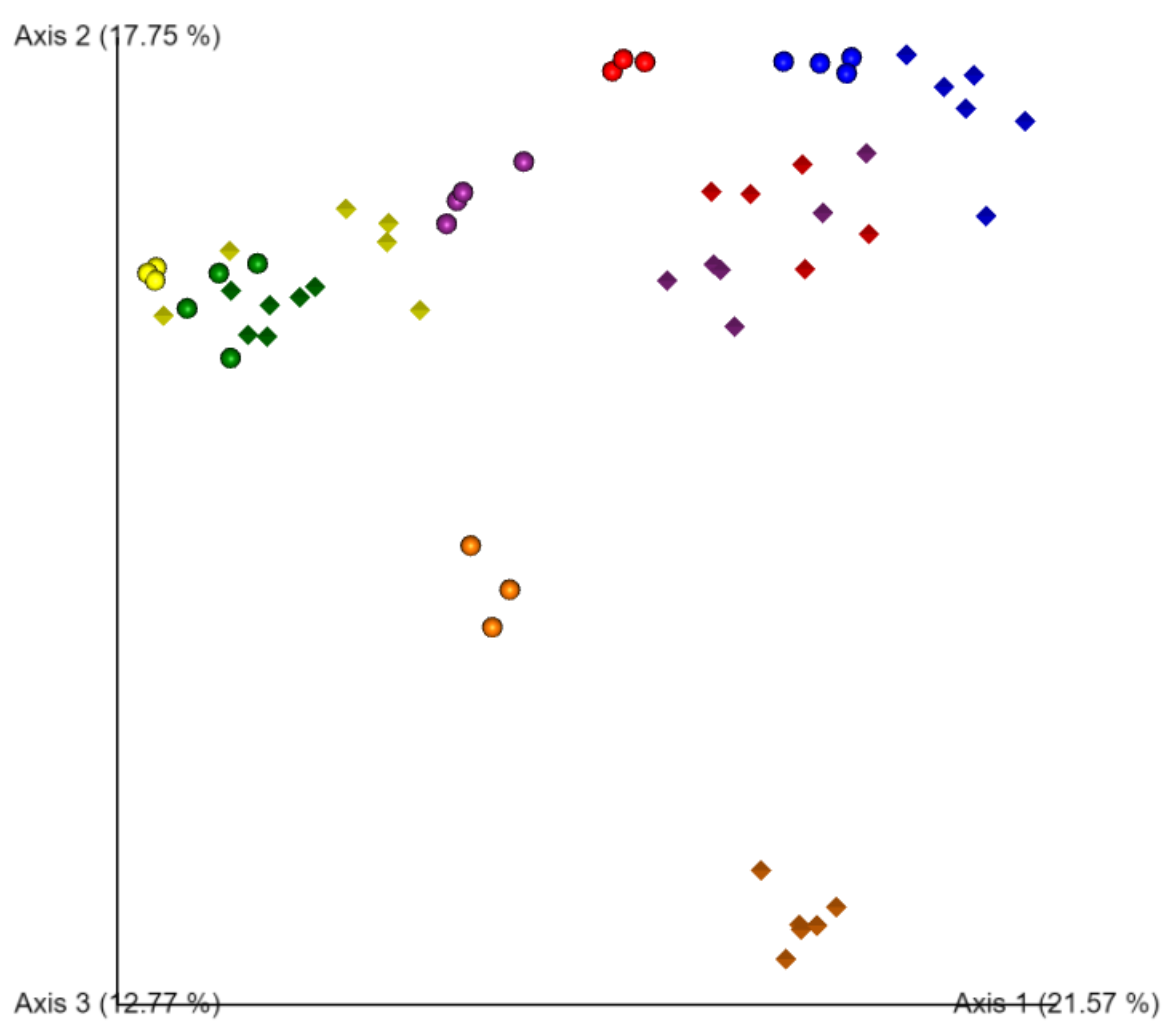 Axis 2 (17.75 %)
Axis 3 (12.77 %)
Axis 1 (21.57 %)